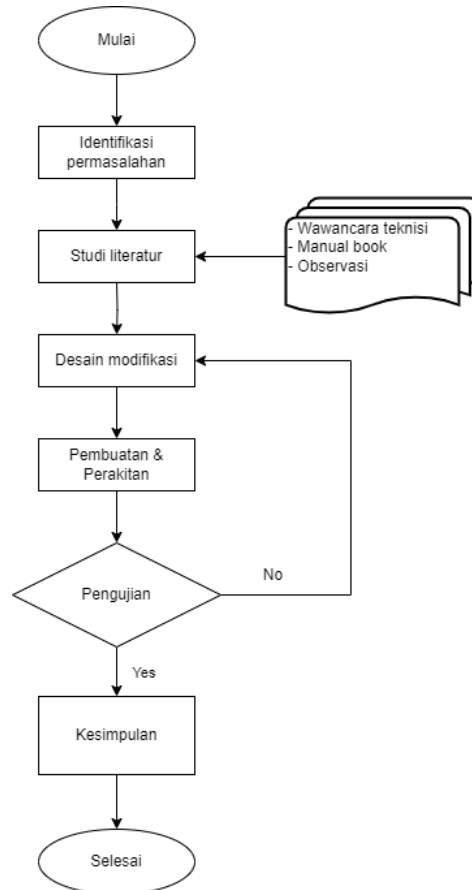 Mulai
Identifikasi
permasalahan
Studi literatur
- Wawancara teknisi
- Manual book
- Observasi
Desain modifikasi
Pembuatan &
Perakitan
Pengujian
No
Yes
Kesimpulan
Selesai